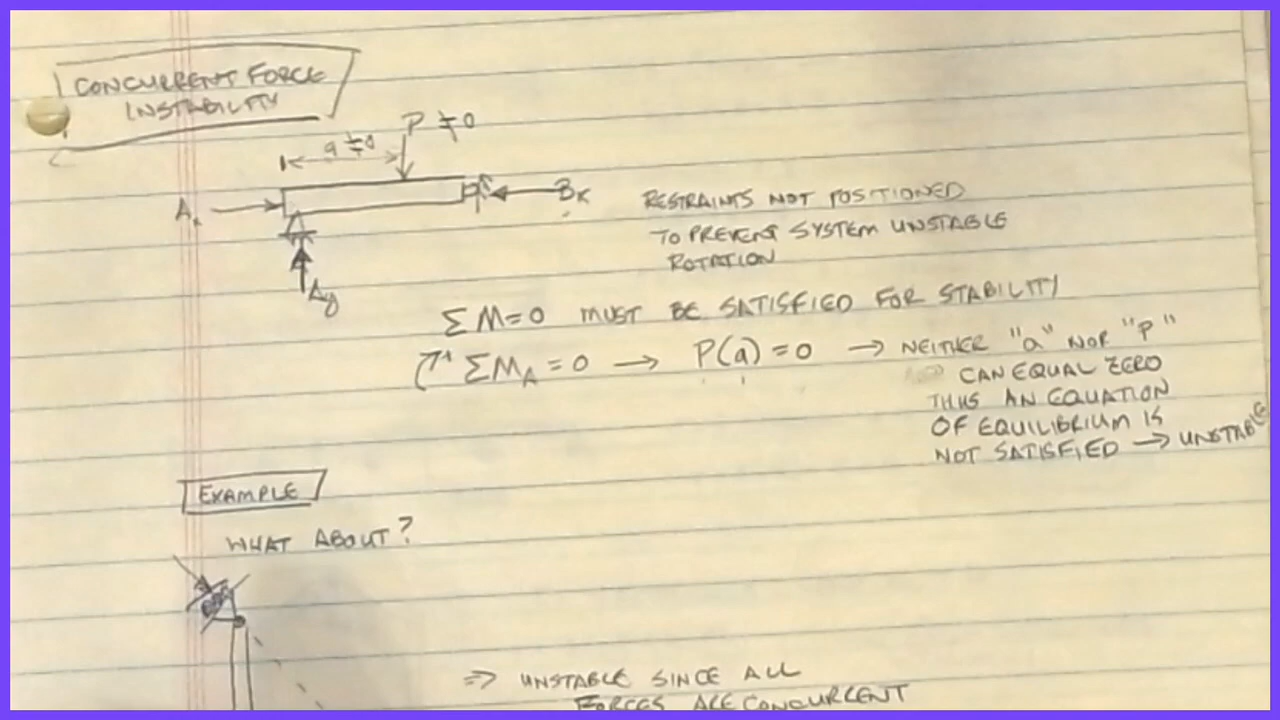 CONCURRENT FORCE
INSTABILITY
P ≠ 0
a ≠ 0
Ax
Bx
Ay
RESTRAINTS NOT POSITIONED
TO PREVENT SYSTEM UNSTABLE
ROTATION
ΣM=0 MUST BE SATISFIED FOR STABILITY
+ ΣM_A = 0 → P(a) = 0 → NEITHER "a" NOR "P"
CAN EQUAL ZERO
THUS AN EQUATION
OF EQUILIBRIUM IS
NOT SATISFIED → UNSTABLE
EXAMPLE
WHAT ABOUT?
⇒ UNSTABLE SINCE ALL
FORCES ARE CONCURRENT